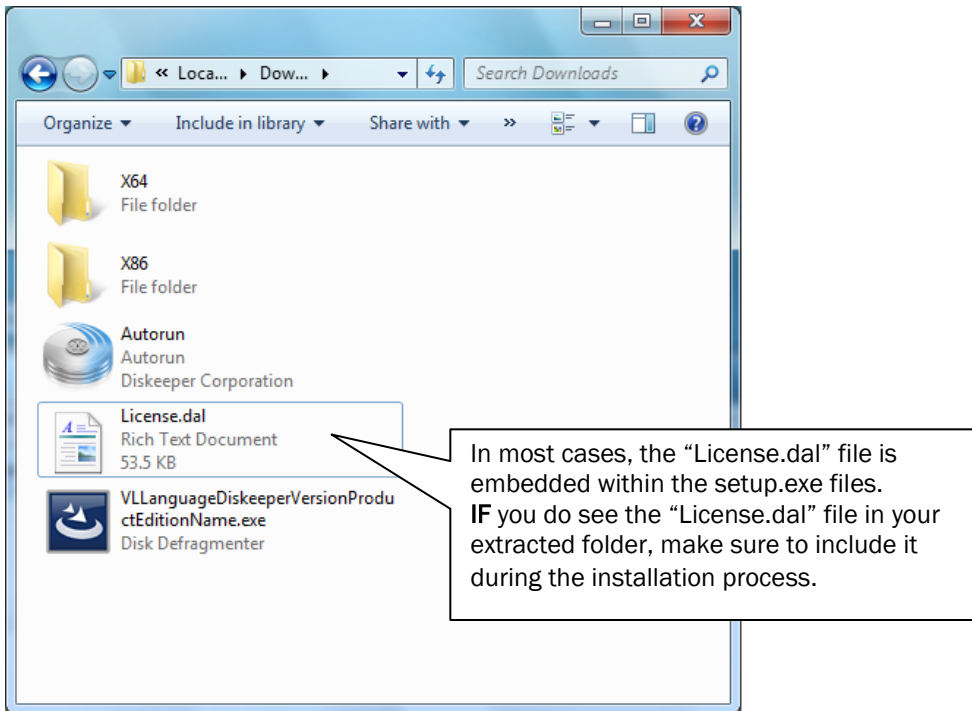 « Loca... ▸ Dow... ▸
Search Downloads
Organize ▾ Include in library ▾ Share with ▾ »
X64
File folder
X86
File folder
Autorun
Autorun
Diskeeper Corporation
License.dal
Rich Text Document
53.5 KB
VLLanguageDiskeeperVersionProdu
ctEditionName.exe
Disk Defragmenter
In most cases, the “License.dal” file is
embedded within the setup.exe files.
IF you do see the “License.dal” file in your
extracted folder, make sure to include it
during the installation process.